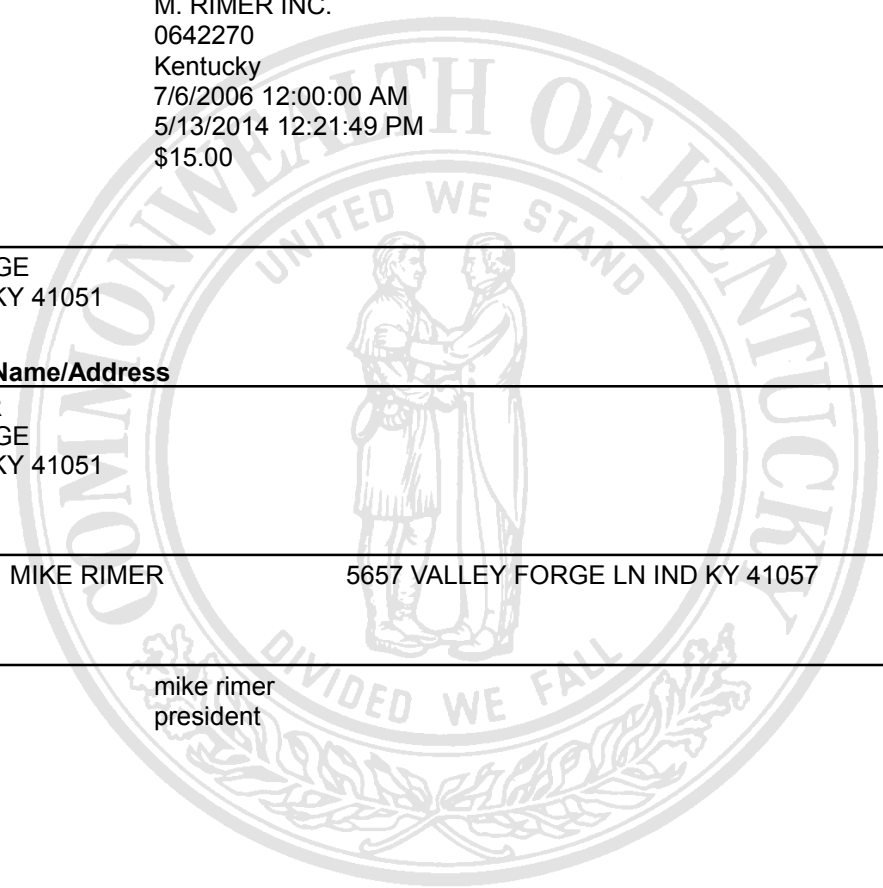 M. RIMER INC.
0642270
Kentucky
7/6/2006 12:00:00 AM
5/13/2014 12:21:49 PM
$15.00
GE
KY 41051
Name/Address
GE
KY 41051
MIKE RIMER 5657 VALLEY FORGE LN IND KY 41057
mike rimer
president
COMMONWEALTH OF KENTUCKY
UNITED WE STAND
DIVIDED WE FALL